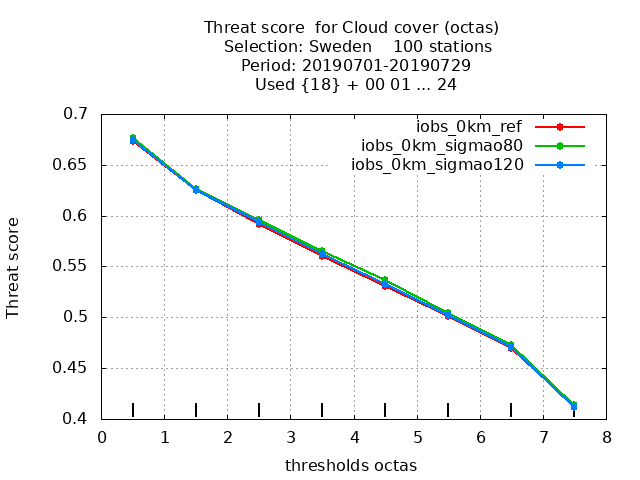 Threat score  for Cloud cover (octas)
Selection: Sweden    100 stations
Period: 20190701-20190729
Used {18} + 00 01 ... 24
iobs_0km_ref
iobs_0km_sigmao80
iobs_0km_sigmao120
0.7
0.65
0.6
0.55
0.5
0.45
0.4
Threat score
0 1 2 3 4 5 6 7 8
thresholds octas